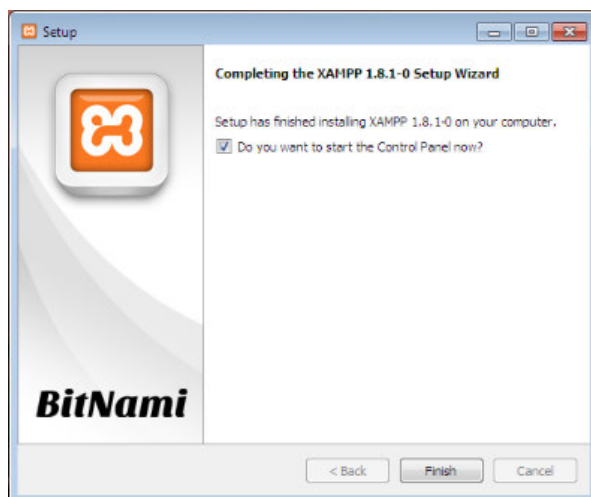 Setup
Completing the XAMPP 1.8.1-0 Setup Wizard
Setup has finished installing XAMPP 1.8.1-0 on your computer.
Do you want to start the Control Panel now?
BitNami
< Back
Finish
Cancel